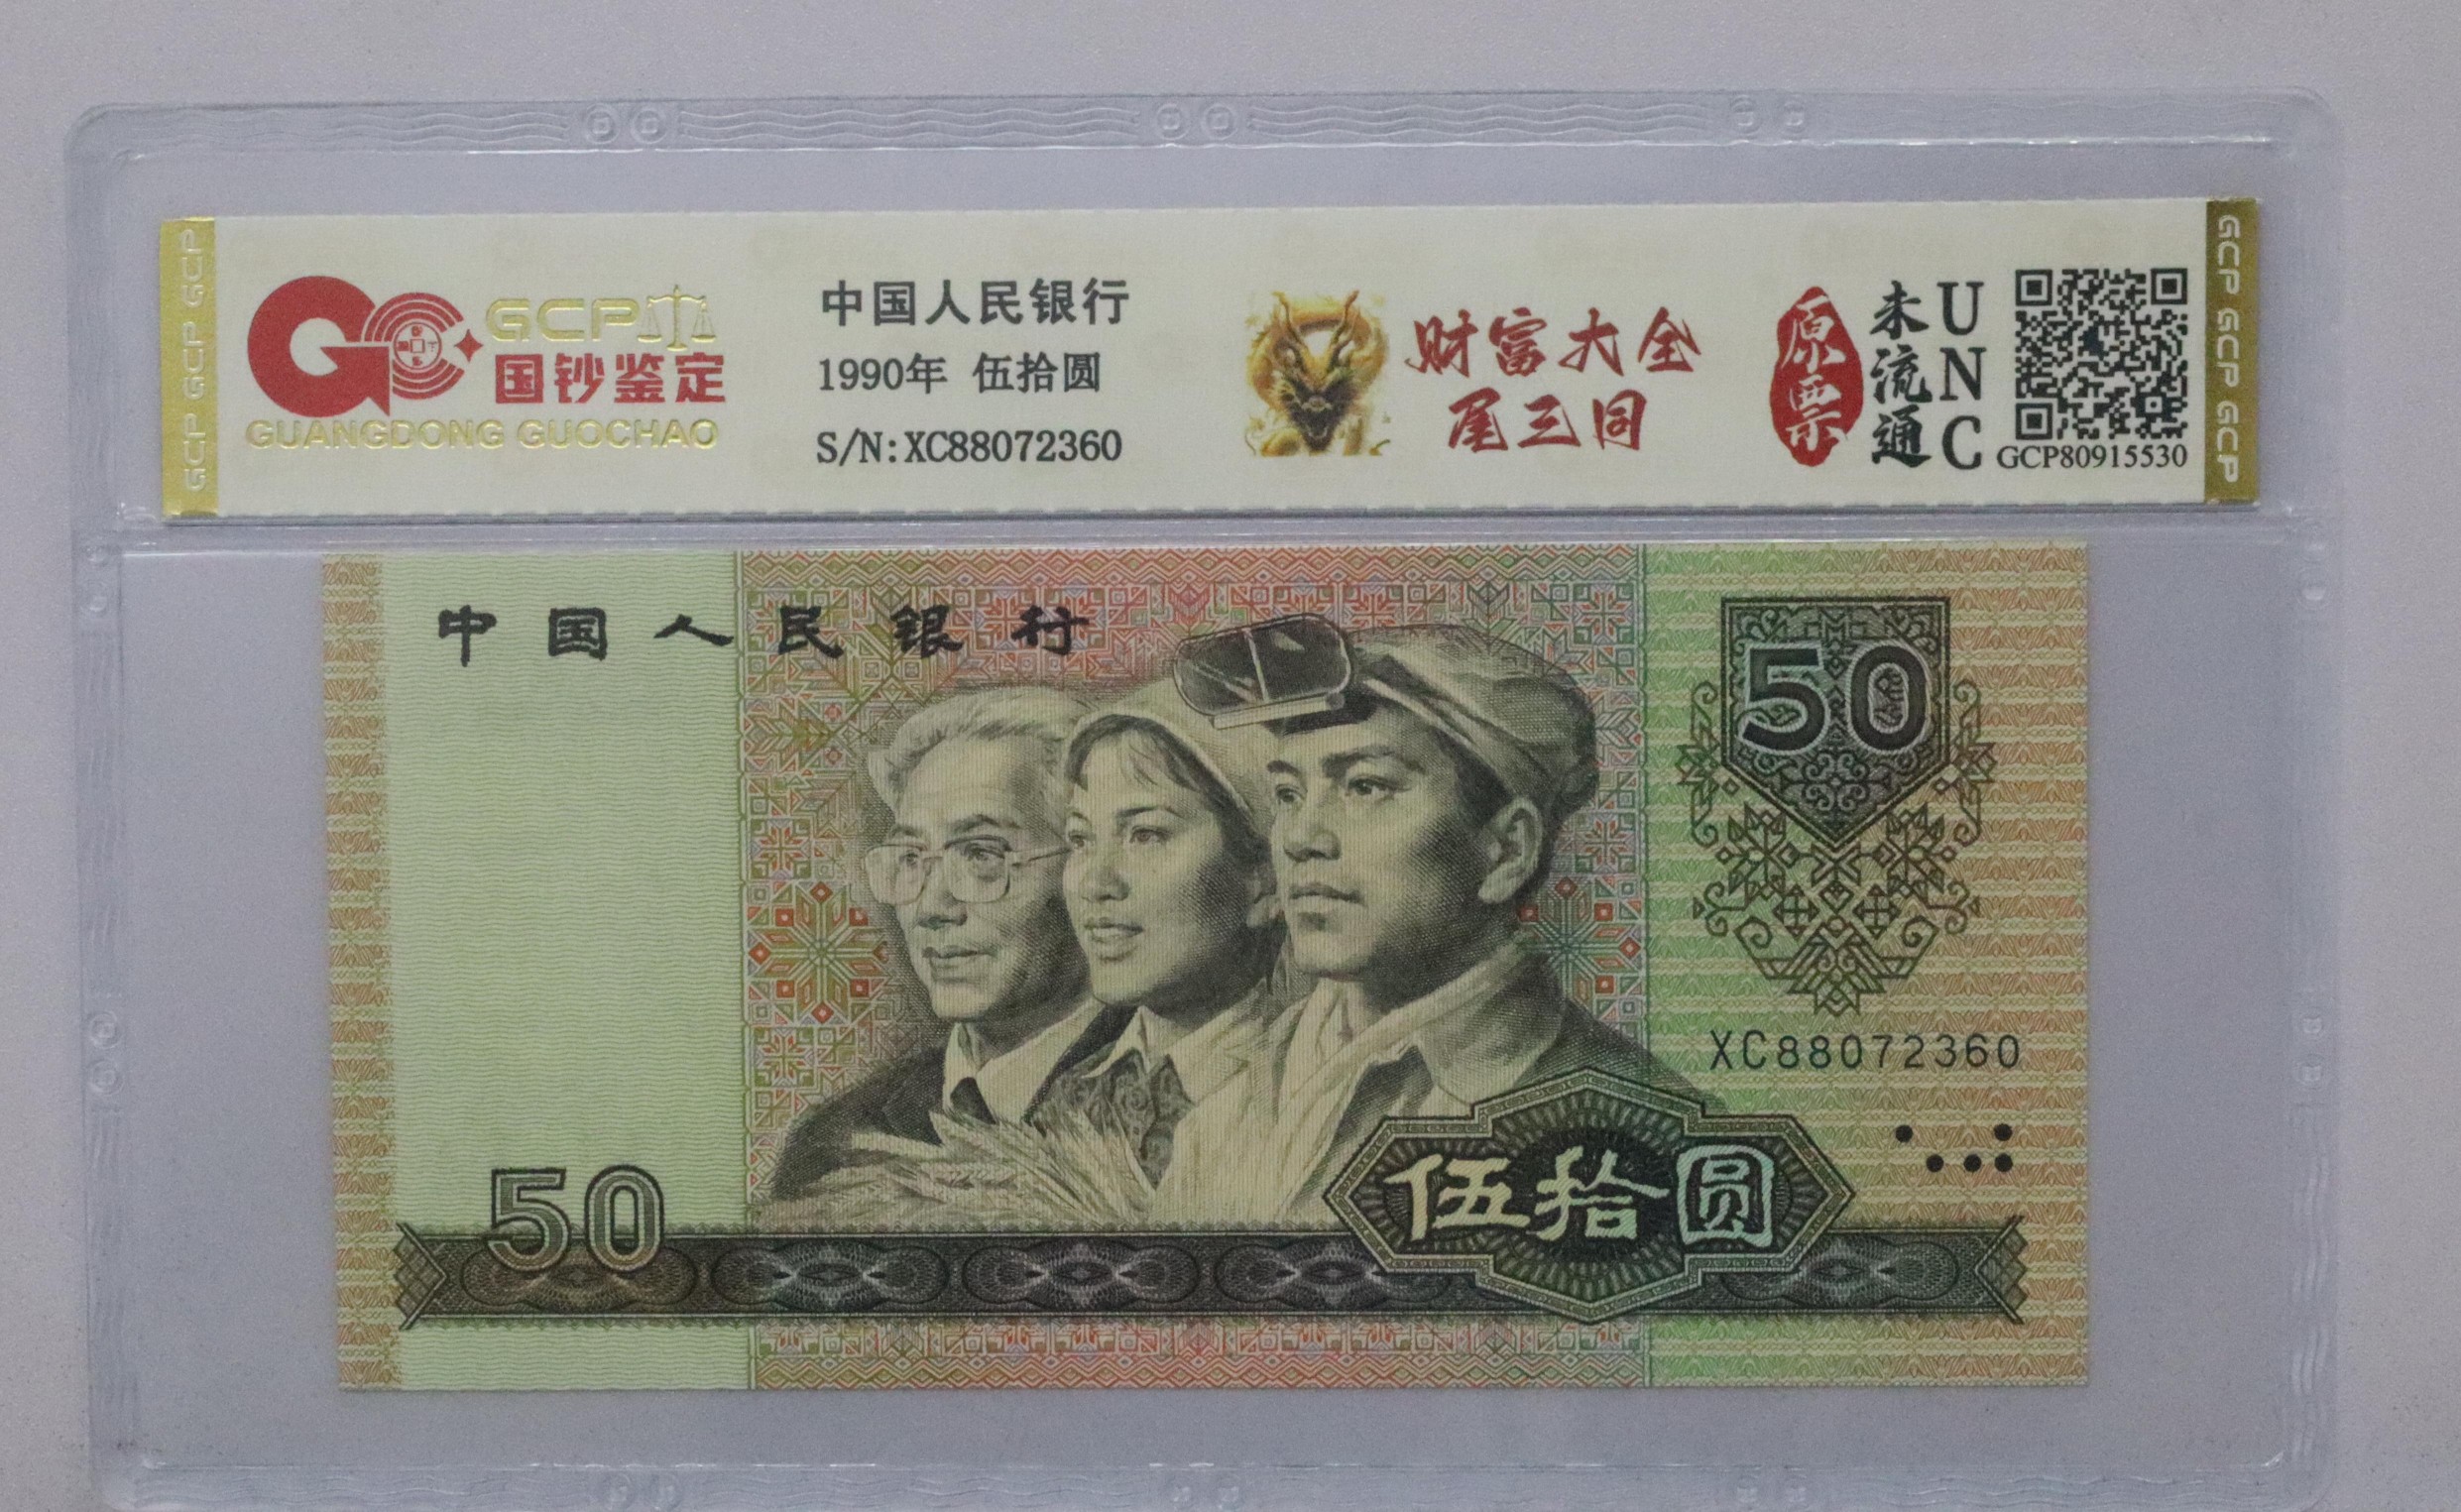 GCP GCP GCP
GCP
国钞鉴定
GUANGDONG GUOCHAO
中国人民银行
1990年 伍拾圆
S/N:XC88072360
财富大全
尾三同
原票
未流通
UNC
GCP80915530
GCP GCP GCP
中国人民银行
50
XC88072360
50
伍拾圆